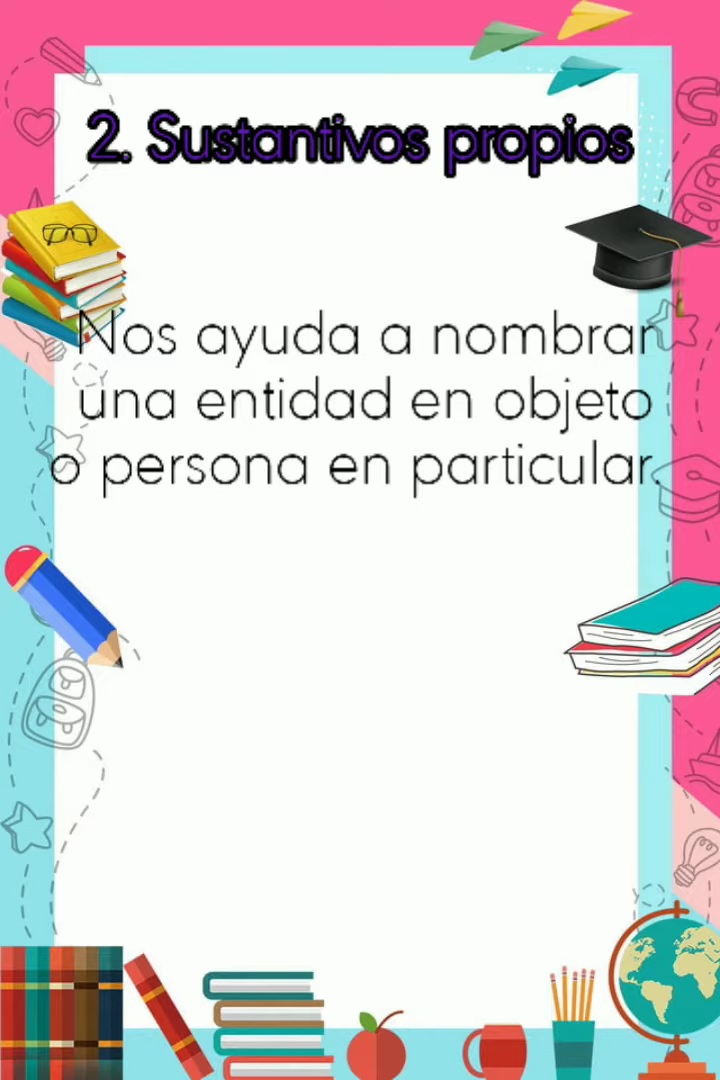 2. Sustantivos propios
Nos ayuda a nombrar
una entidad en objeto
o persona en particular.